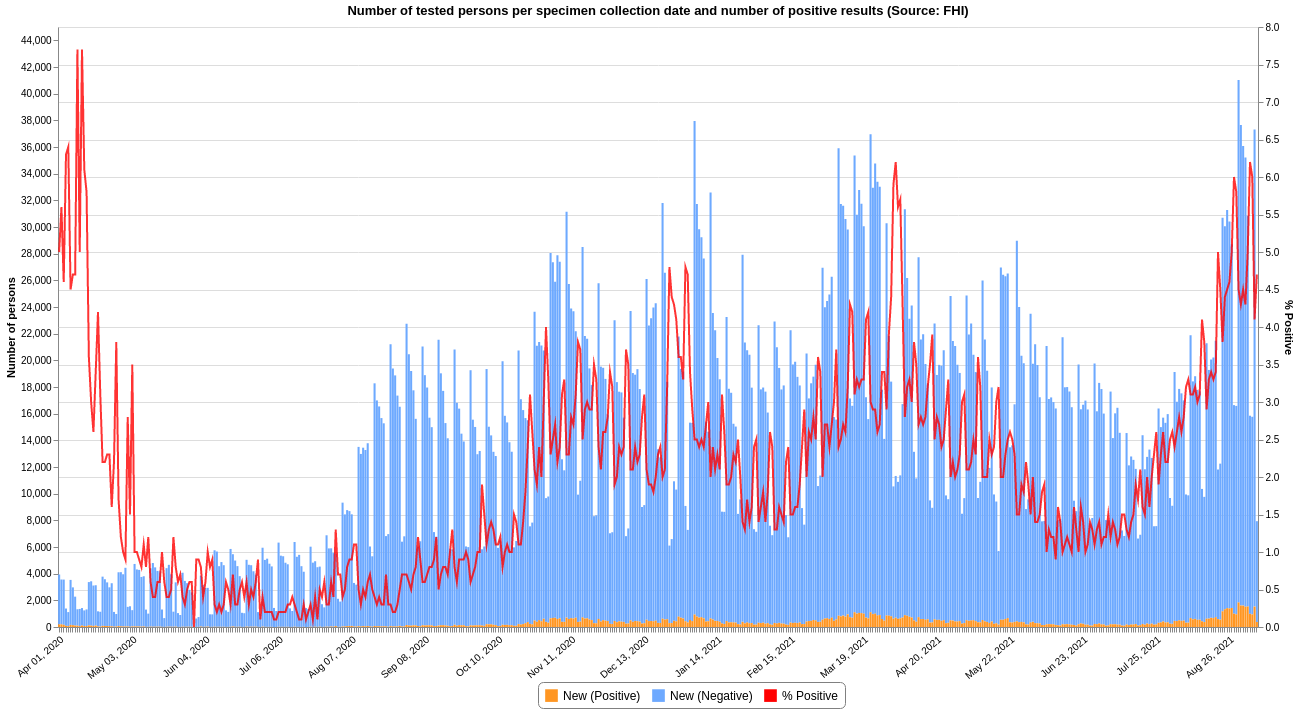 Number of tested persons per specimen collection date and number of positive results (Source: FHI)
Number of persons
44,000
42,000
40,000
38,000
36,000
34,000
32,000
30,000
28,000
26,000
24,000
22,000
20,000
18,000
16,000
14,000
12,000
10,000
8,000
6,000
4,000
2,000
0
8.0
7.5
7.0
6.5
6.0
5.5
5.0
4.5
4.0
3.5
3.0
2.5
2.0
1.5
1.0
0.5
0.0
% Positive
Apr 01, 2020
May 03, 2020
Jun 04, 2020
Jul 06, 2020
Aug 07, 2020
Sep 08, 2020
Oct 10, 2020
Nov 11, 2020
Dec 13, 2020
Jan 14, 2021
Feb 15, 2021
Mar 19, 2021
Apr 20, 2021
May 22, 2021
Jun 23, 2021
Jul 25, 2021
Aug 26, 2021
New (Positive) New (Negative) % Positive